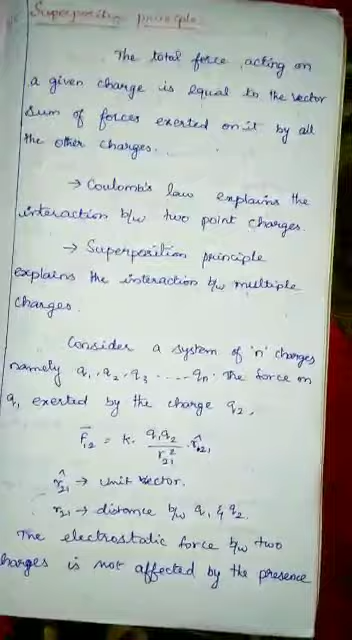 Superposition principle
The total force acting on
a given charge is equal to the vector
sum of forces exerted on it by all
the other charges.
→ Coulomb's law explains the
interaction b/w two point charges.
→ Superposition principle
explains the interaction b/w multiple
charges.
Consider a system of 'n' charges
namely q₁, q₂, q₃ .... qn. The force on
q₁ exerted by the charge q₂,
F⃗₁₂ = k. q₁q₂/r₂₁² . r̂₂₁
r̂₂₁ → unit vector.
r₂₁ → distance b/w q₁ & q₂.
The electrostatic force b/w two
charges is not affected by the presence